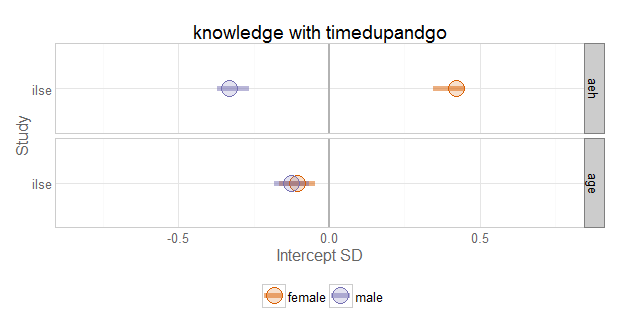 knowledge with timedupandgo
ilse
aeh
Study
ilse
age
-0.5 0.0 0.5
Intercept SD
female male